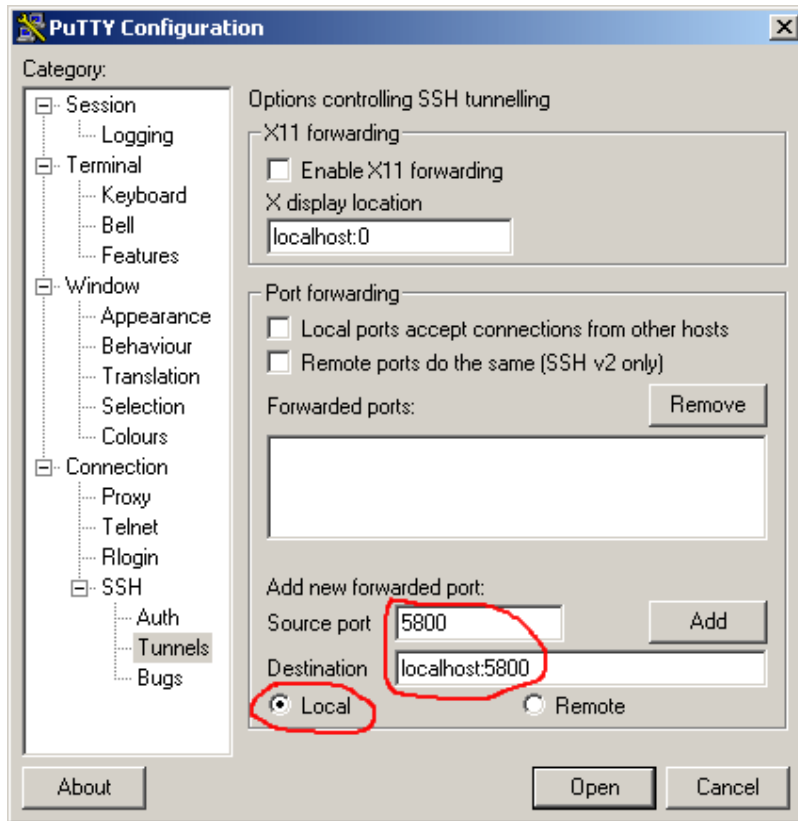 PuTTY Configuration
Category:
Session
Logging
Terminal
Keyboard
Bell
Features
Window
Appearance
Behaviour
Translation
Selection
Colours
Connection
Proxy
Telnet
Rlogin
SSH
Auth
Tunnels
Bugs
Options controlling SSH tunnelling
X11 forwarding
Enable X11 forwarding
X display location
localhost:0
Port forwarding
Local ports accept connections from other hosts
Remote ports do the same (SSH v2 only)
Forwarded ports:
Remove
Add new forwarded port:
Source port 5800 Add
Destination localhost:5800
Local Remote
About Open Cancel